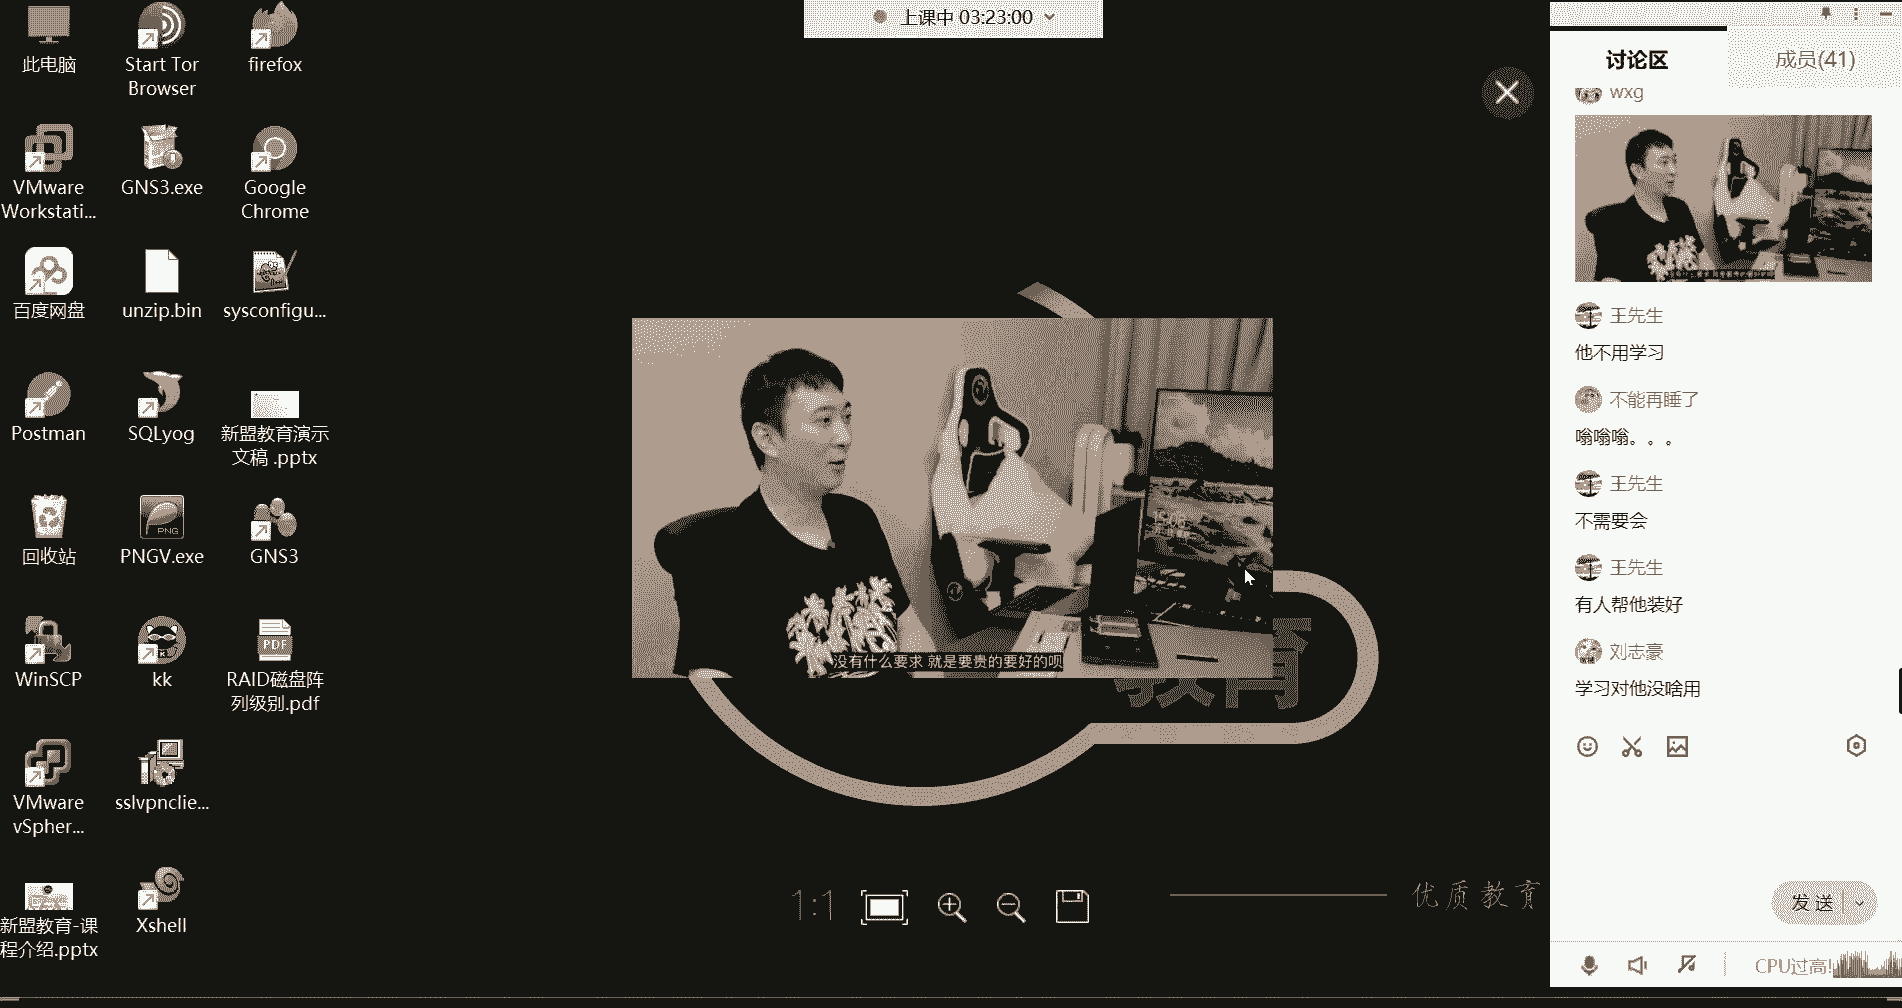 上课中 03:23:00
此电脑
Start Tor
Browser
firefox
VMware
Workstati...
GNS3.exe
Google
Chrome
百度网盘
unzip.bin
sysconfigu...
Postman
SQLyog
新盟教育演示
文稿 .pptx
回收站
PNG
PNGV.exe
GNS3
WinSCP
kk
PDF
RAID磁盘阵
列级别.pdf
VMware
vSpher...
sslvpnclie...
新盟教育-课
程介绍.pptx
Xshell
没有什么要求 就是要贵的要好的呗
教育
1:1
优质教育
讨论区
成员(41)
wxg
王先生
他不用学习
不能再睡了
嗡嗡嗡。。。
王先生
不需要会
王先生
有人帮他装好
刘志豪
学习对他没啥用
发送
CPU过高!